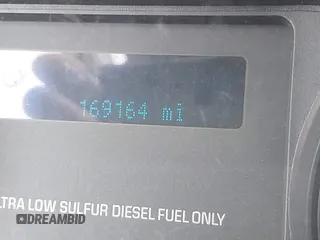 169164 mi
LTRA LOW SULFUR DIESEL FUEL ONLY
DREAMBID